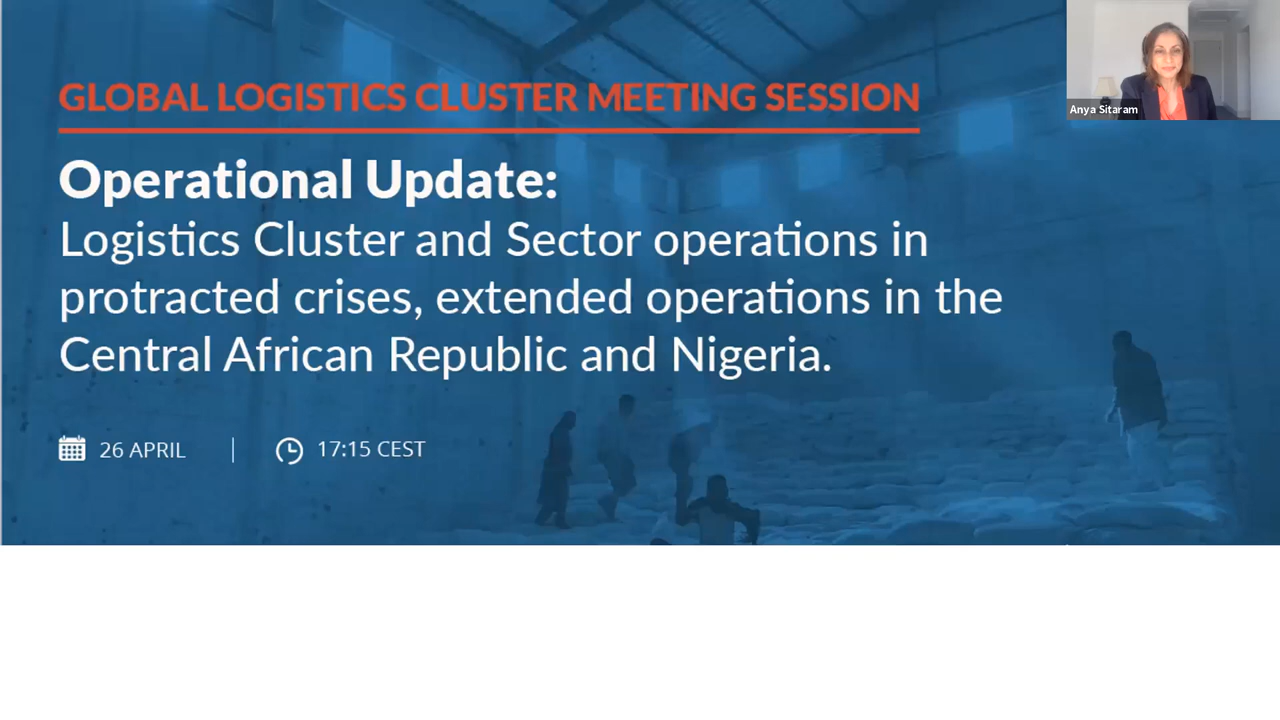 GLOBAL LOGISTICS CLUSTER MEETING SESSION
Anya Sitaram
Operational Update:
Logistics Cluster and Sector operations in
protracted crises, extended operations in the
Central African Republic and Nigeria.
26 APRIL | 17:15 CEST